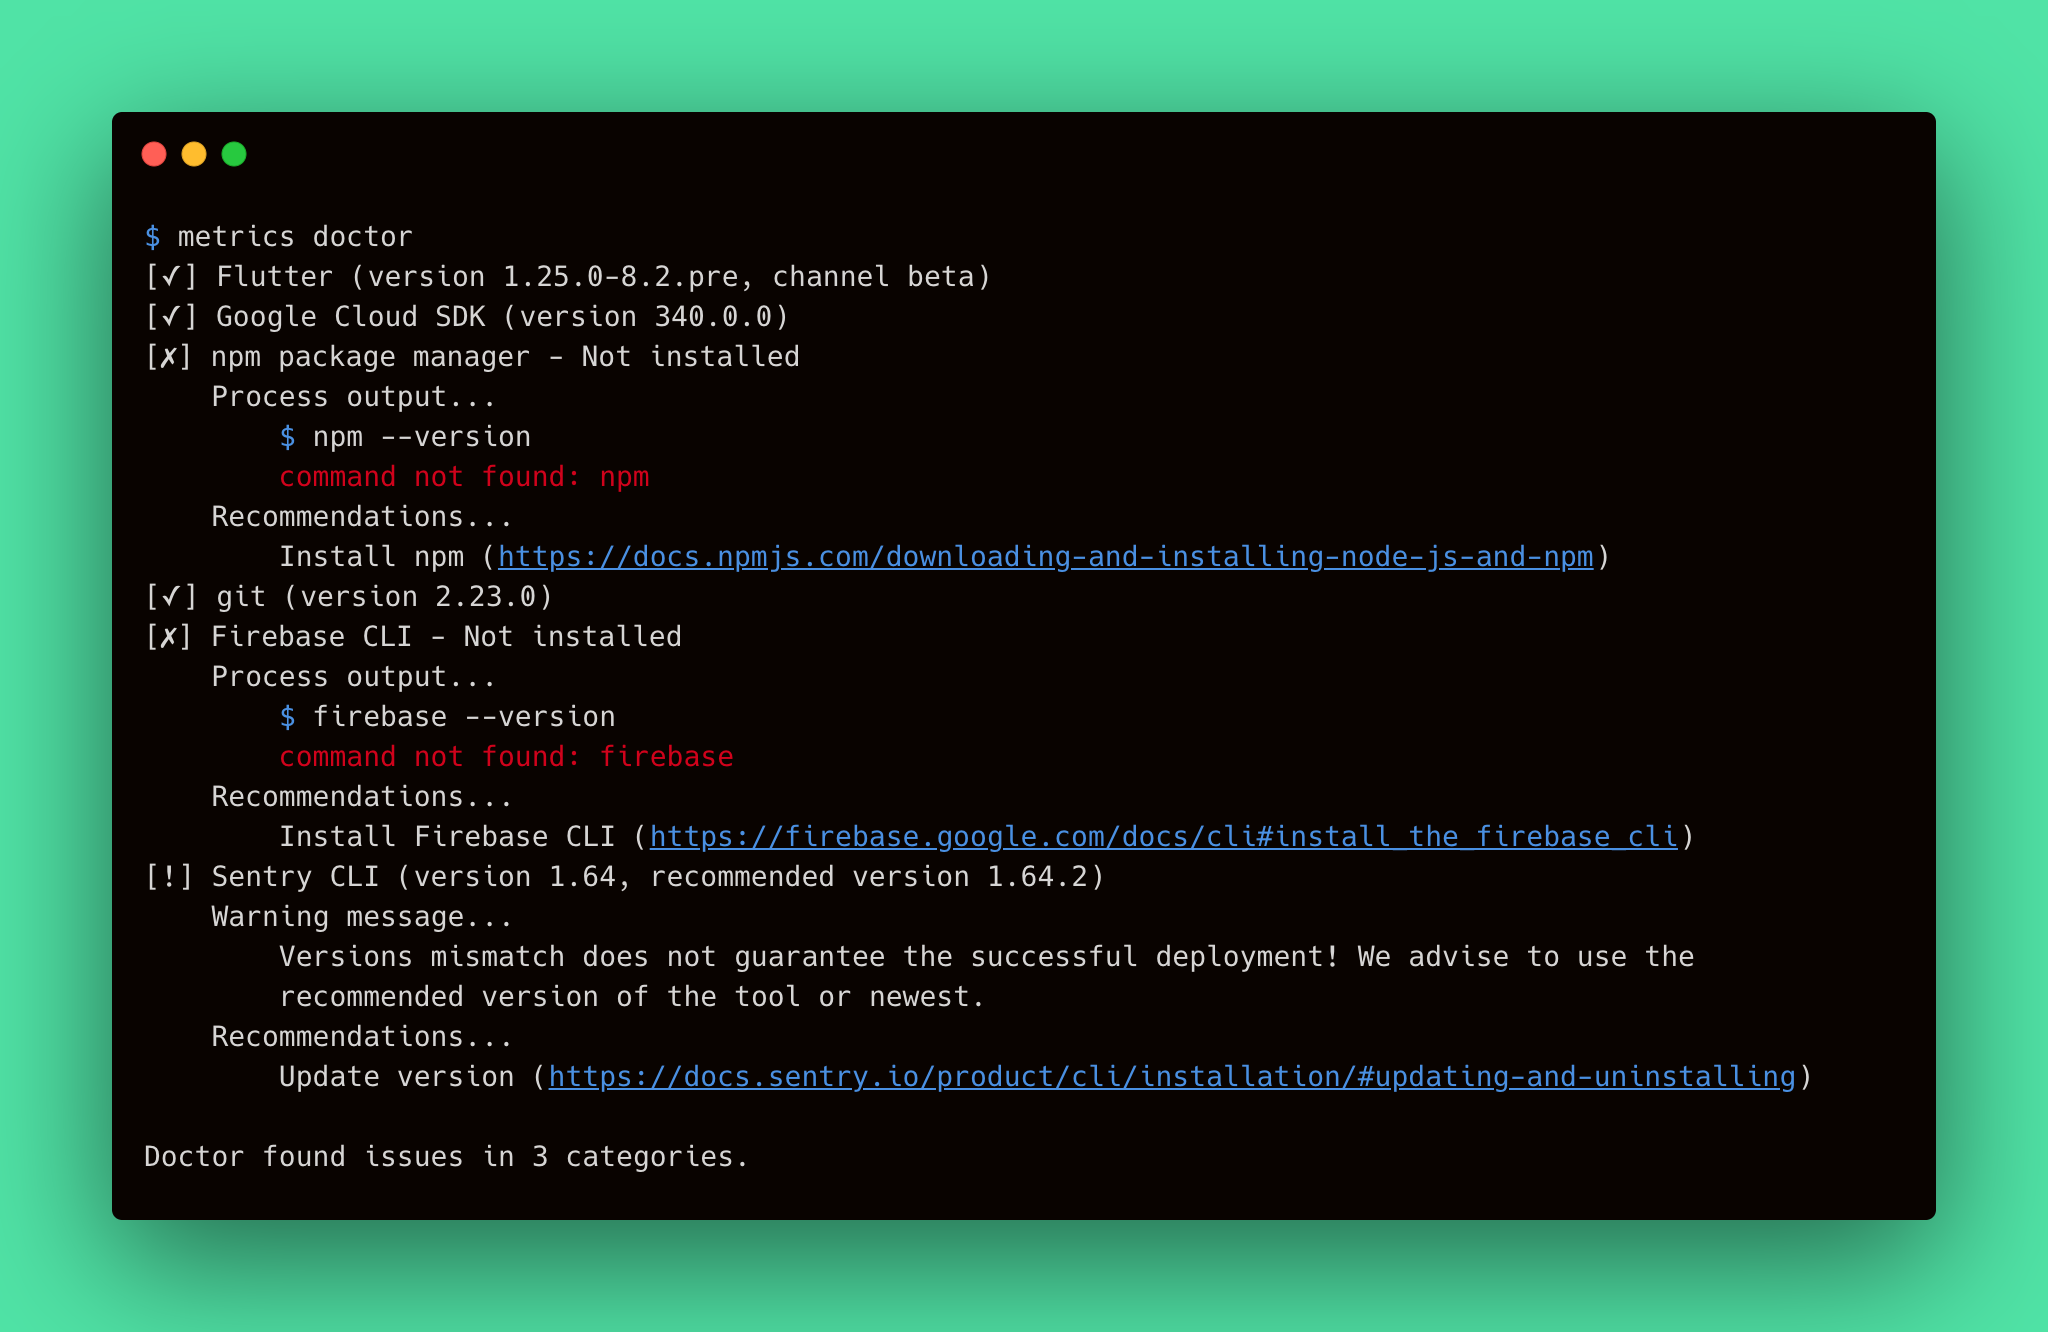 $ metrics doctor
[✓] Flutter (version 1.25.0-8.2.pre, channel beta)
[✓] Google Cloud SDK (version 340.0.0)
[✗] npm package manager - Not installed
Process output...
$ npm --version
command not found: npm
Recommendations...
Install npm (https://docs.npmjs.com/downloading-and-installing-node-js-and-npm)
[✓] git (version 2.23.0)
[✗] Firebase CLI - Not installed
Process output...
$ firebase --version
command not found: firebase
Recommendations...
Install Firebase CLI (https://firebase.google.com/docs/cli#install_the_firebase_cli)
[!] Sentry CLI (version 1.64, recommended version 1.64.2)
Warning message...
Versions mismatch does not guarantee the successful deployment! We advise to use the
recommended version of the tool or newest.
Recommendations...
Update version (https://docs.sentry.io/product/cli/installation/#updating-and-uninstalling)
Doctor found issues in 3 categories.